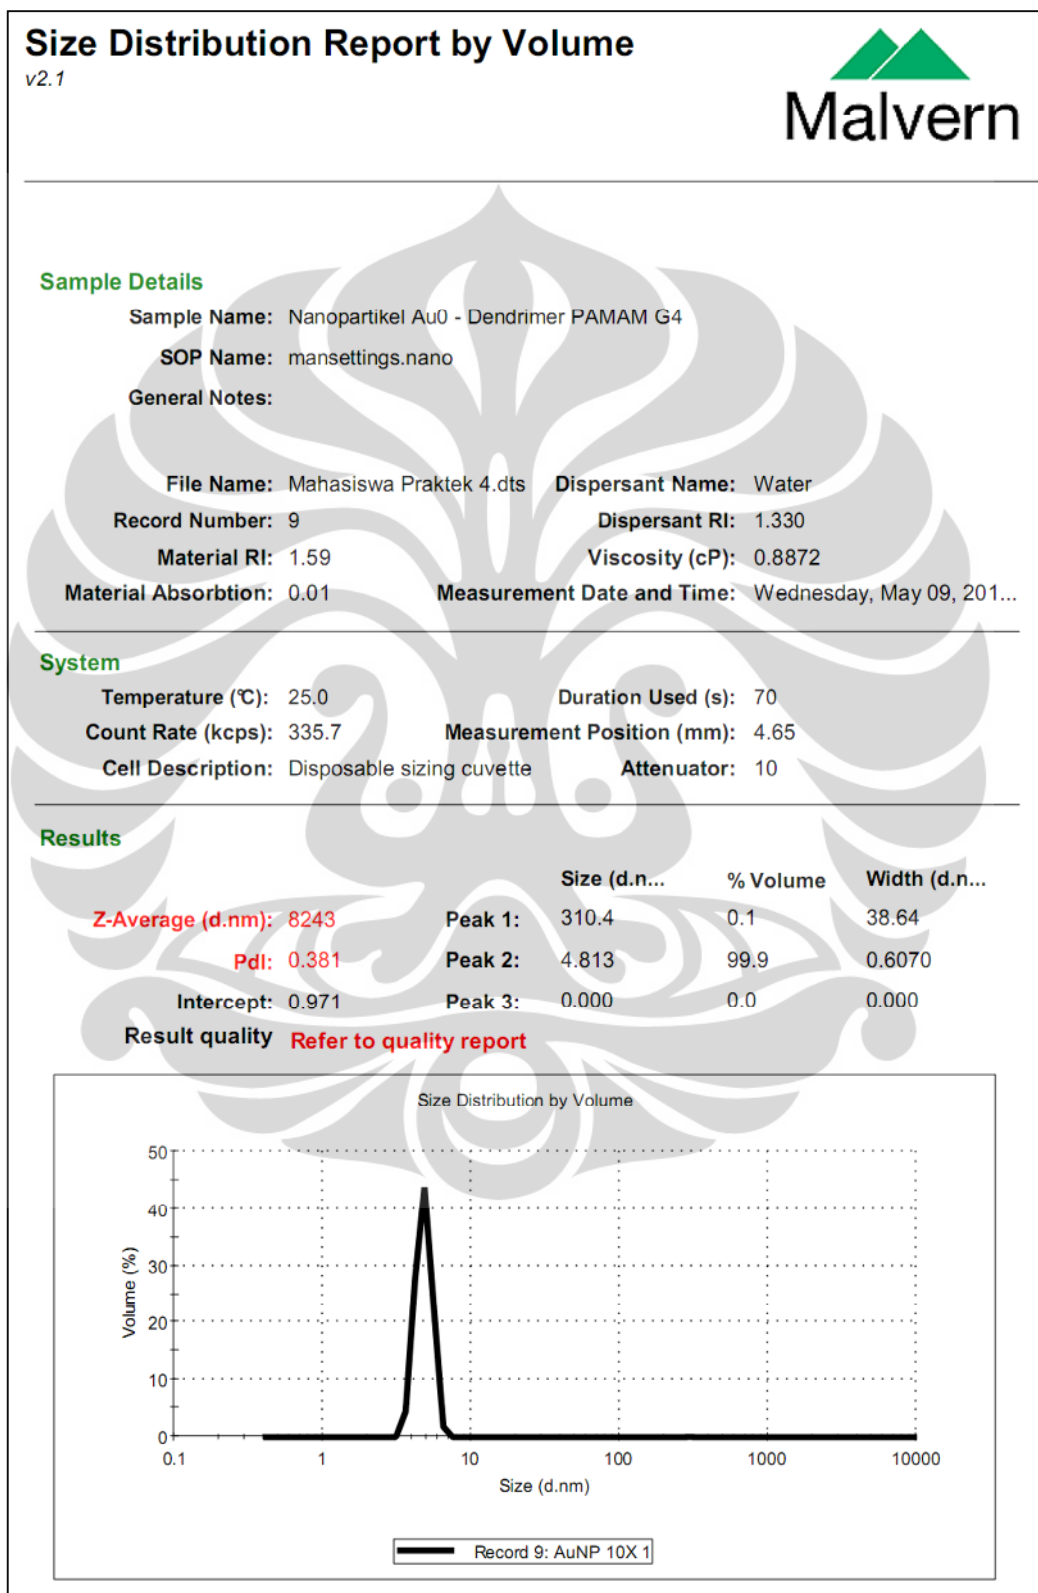 Size Distribution Report by Volume
v2.1
Malvern
Sample Details
Sample Name: Nanopartikel Au0 - Dendrimer PAMAM G4
SOP Name: mansettings.nano
General Notes:
File Name: Mahasiswa Praktek 4.dts Dispersant Name: Water
Record Number: 9 Dispersant RI: 1.330
Material RI: 1.59 Viscosity (cP): 0.8872
Material Absorbtion: 0.01 Measurement Date and Time: Wednesday, May 09, 201...
System
Temperature (°C): 25.0 Duration Used (s): 70
Count Rate (kcps): 335.7 Measurement Position (mm): 4.65
Cell Description: Disposable sizing cuvette Attenuator: 10
Results
Size (d.n... % Volume Width (d.n...
Z-Average (d.nm): 8243 Peak 1: 310.4 0.1 38.64
PdI: 0.381 Peak 2: 4.813 99.9 0.6070
Intercept: 0.971 Peak 3: 0.000 0.0 0.000
Result quality Refer to quality report
Size Distribution by Volume
50
40
30
20
10
0
Volume (%)
0.1 1 10 100 1000 10000
Size (d.nm)
Record 9: AuNP 10X 1